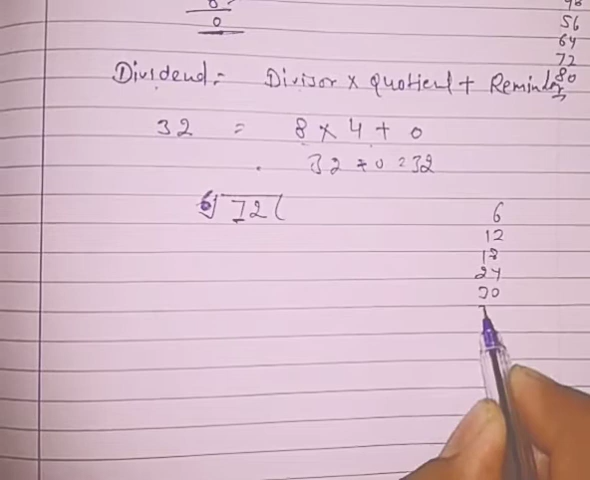 0
48
56
64
72
80
Dividend = Divisor x quotient + Reminder
32 = 8 x 4 + 0
32 + 0 = 32
6) 72 (
6
12
18
24
30